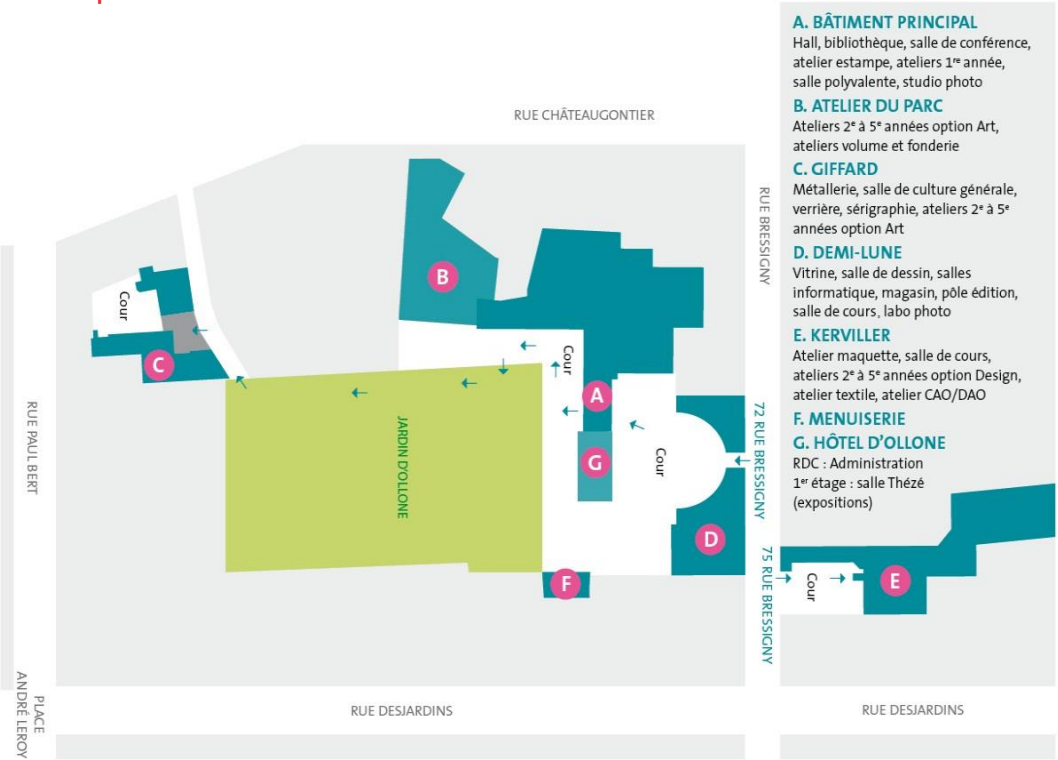 A. BÂTIMENT PRINCIPAL
Hall, bibliothèque, salle de conférence,
atelier estampe, ateliers 1re année,
salle polyvalente, studio photo
B. ATELIER DU PARC
Ateliers 2e à 5e années option Art,
ateliers volume et fonderie
C. GIFFARD
Métallerie, salle de culture générale,
verrière, sérigraphie, ateliers 2e à 5e
années option Art
D. DEMI-LUNE
Vitrine, salle de dessin, salles
informatique, magasin, pôle édition,
salle de cours, labo photo
E. KERVILLER
Atelier maquette, salle de cours,
ateliers 2e à 5e années option Design,
atelier textile, atelier CAO/DAO
F. MENUISERIE
G. HÔTEL D'OLLONE
RDC : Administration
1er étage : salle Thézé
(expositions)
RUE CHÂTEAUGONTIER
RUE BRESSIGNY
B
Cour
C
Cour
A
JARDIN D'OLLONE
G
Cour
72 RUE BRESSIGNY
RUE PAUL BERT
D
F
75 RUE BRESSIGNY
Cour
E
PLACE
ANDRÉ LEROY
RUE DESJARDINS
RUE DESJARDINS